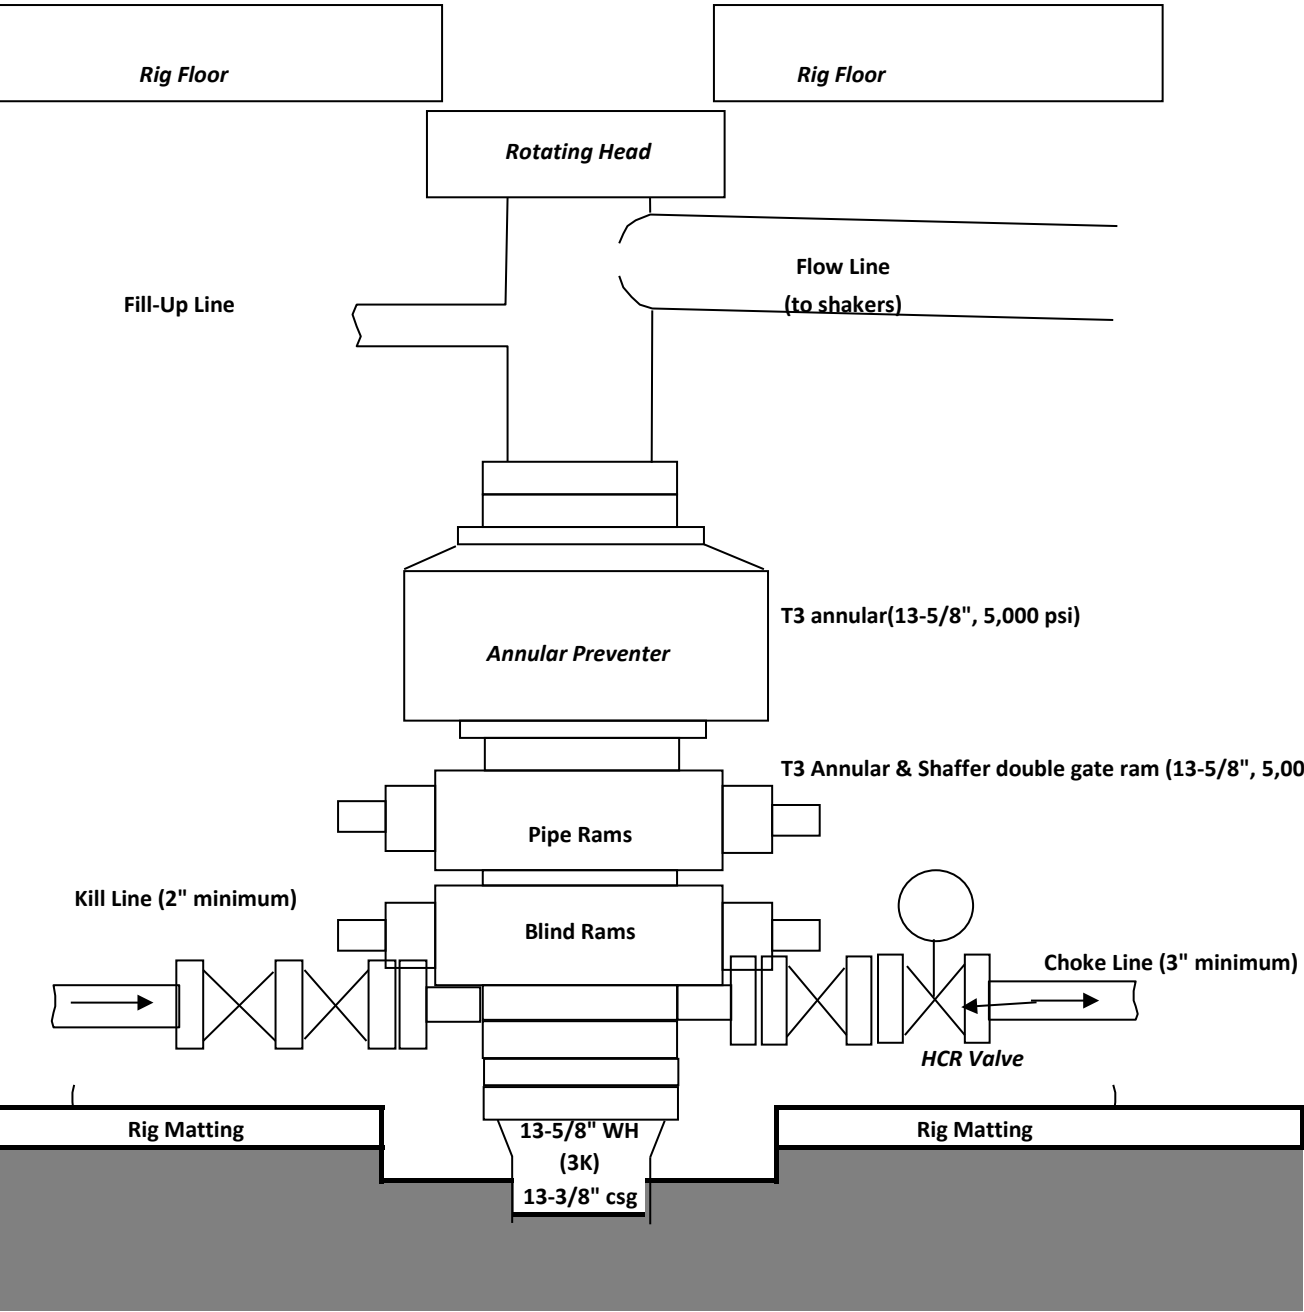 Rig Floor
Rig Floor
Rotating Head
Flow Line
(to shakers)
Fill-Up Line
T3 annular(13-5/8", 5,000 psi)
Annular Preventer
T3 Annular & Shaffer double gate ram (13-5/8", 5,00
Pipe Rams
Kill Line (2" minimum)
Blind Rams
Choke Line (3" minimum)
HCR Valve
Rig Matting
13-5/8" WH
(3K)
13-3/8" csg
Rig Matting